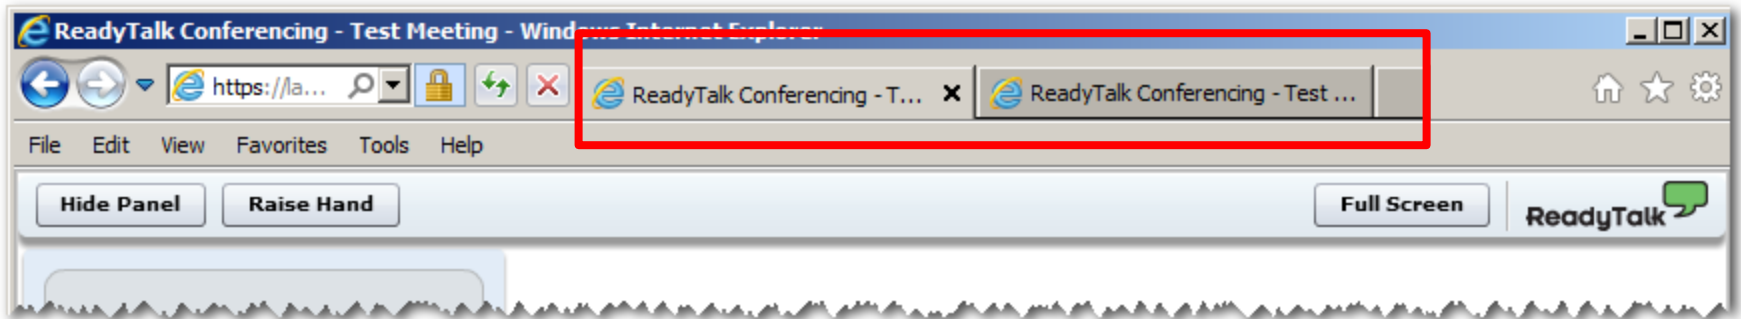 ReadyTalk Conferencing - Test Meeting - Windows Internet Explorer
https://la... ReadyTalk Conferencing - T... ReadyTalk Conferencing - Test ...
File Edit View Favorites Tools Help
Hide Panel Raise Hand Full Screen ReadyTalk